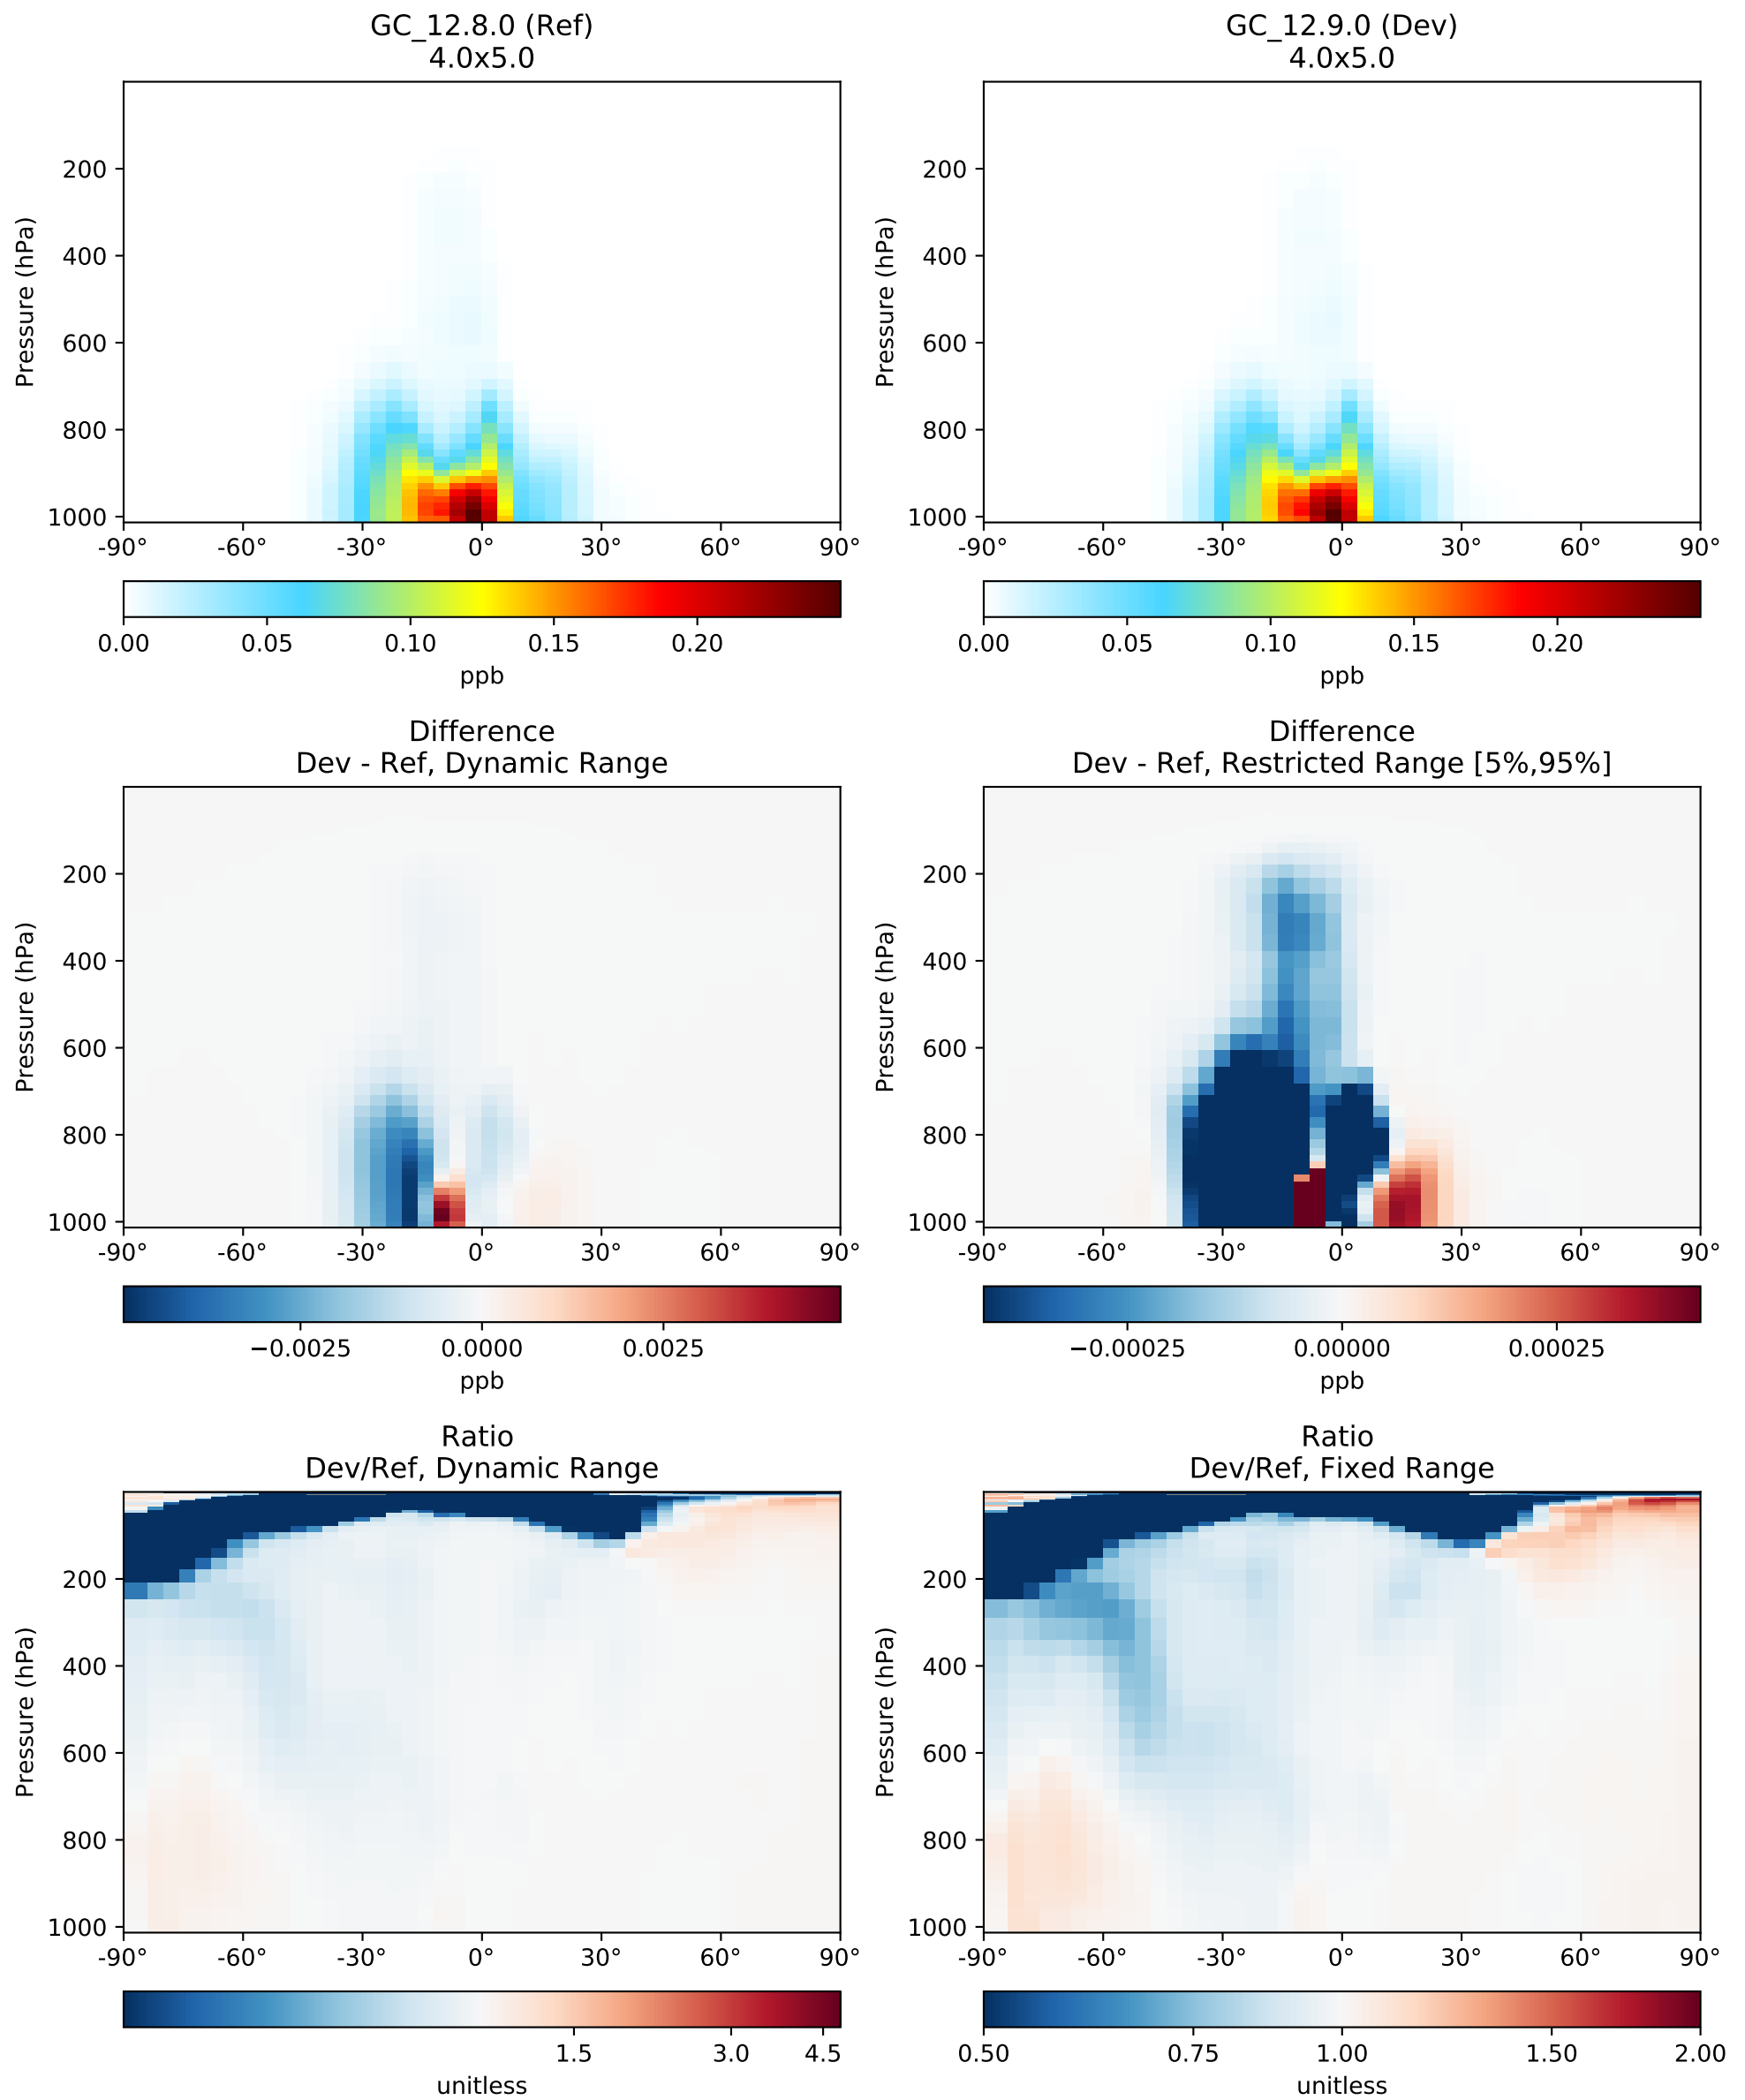 GC_12.8.0 (Ref)
4.0x5.0
Pressure (hPa)
200
400
600
800
1000
-90° -60° -30° 0° 30° 60° 90°
0.00 0.05 0.10 0.15 0.20
ppb
GC_12.9.0 (Dev)
4.0x5.0
Pressure (hPa)
200
400
600
800
1000
-90° -60° -30° 0° 30° 60° 90°
0.00 0.05 0.10 0.15 0.20
ppb
Difference
Dev - Ref, Dynamic Range
Pressure (hPa)
200
400
600
800
1000
-90° -60° -30° 0° 30° 60° 90°
−0.0025 0.0000 0.0025
ppb
Difference
Dev - Ref, Restricted Range [5%,95%]
Pressure (hPa)
200
400
600
800
1000
-90° -60° -30° 0° 30° 60° 90°
−0.00025 0.00000 0.00025
ppb
Ratio
Dev/Ref, Dynamic Range
Pressure (hPa)
200
400
600
800
1000
-90° -60° -30° 0° 30° 60° 90°
1.5 3.0 4.5
unitless
Ratio
Dev/Ref, Fixed Range
Pressure (hPa)
200
400
600
800
1000
-90° -60° -30° 0° 30° 60° 90°
0.50 0.75 1.00 1.50 2.00
unitless